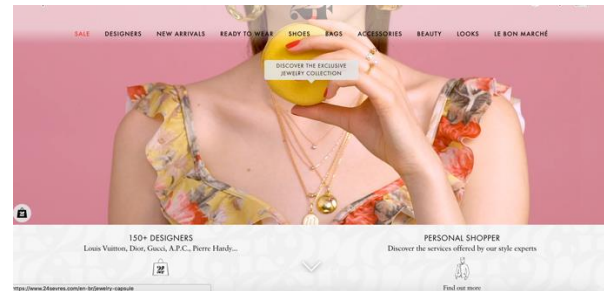 SALE DESIGNERS NEW ARRIVALS READY TO WEAR SHOES BAGS ACCESSORIES BEAUTY LOOKS LE BON MARCHÉ
DISCOVER THE EXCLUSIVE
JEWELRY COLLECTION
150+ DESIGNERS
Louis Vuitton, Dior, Gucci, A.P.C., Pierre Hardy...
PERSONAL SHOPPER
Discover the services offered by our style experts
Find out more
https://www.24sevres.com/en-br/jewelry-capsule